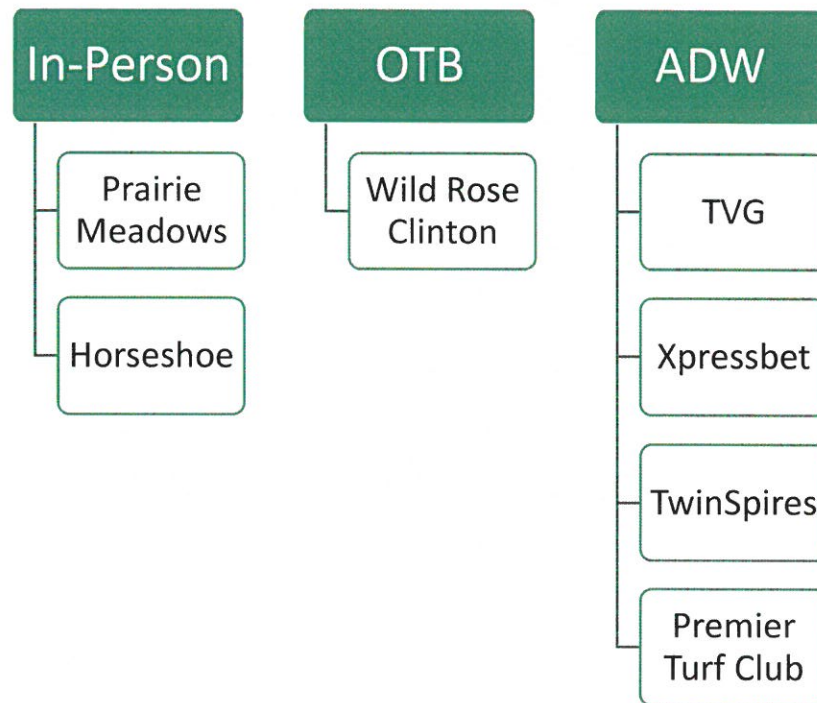 In-Person
Prairie
Meadows
Horseshoe
OTB
Wild Rose
Clinton
ADW
TVG
Xpressbet
TwinSpires
Premier
Turf Club